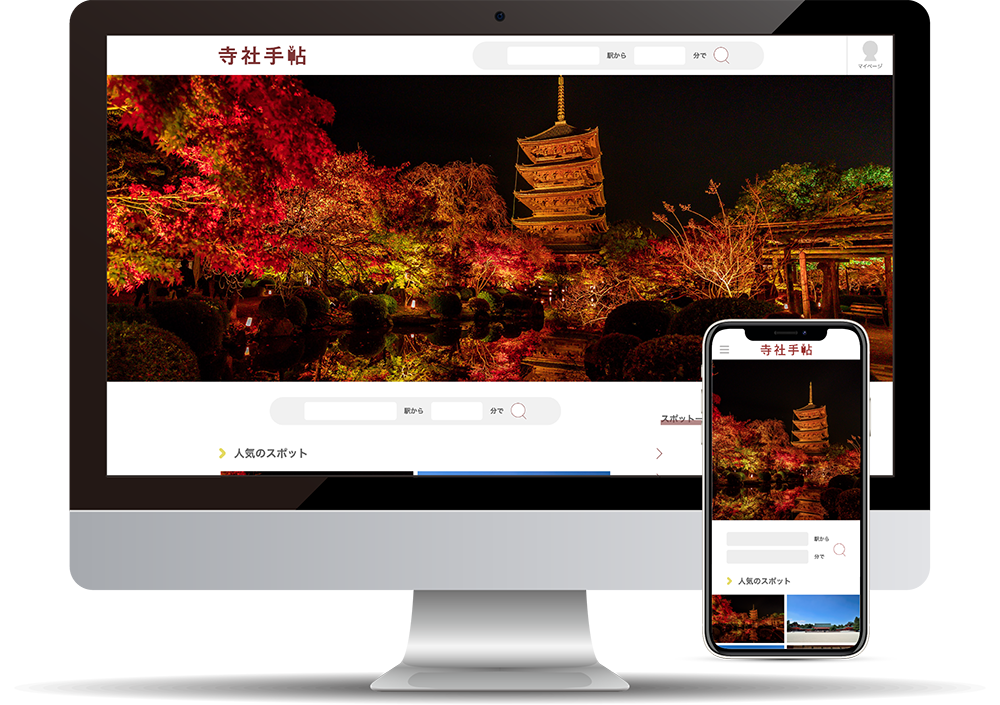 寺社手帖
駅から 分で
マイページ
駅から 分で
スポット一
人気のスポット
寺社手帖
駅から
分で
人気のスポット